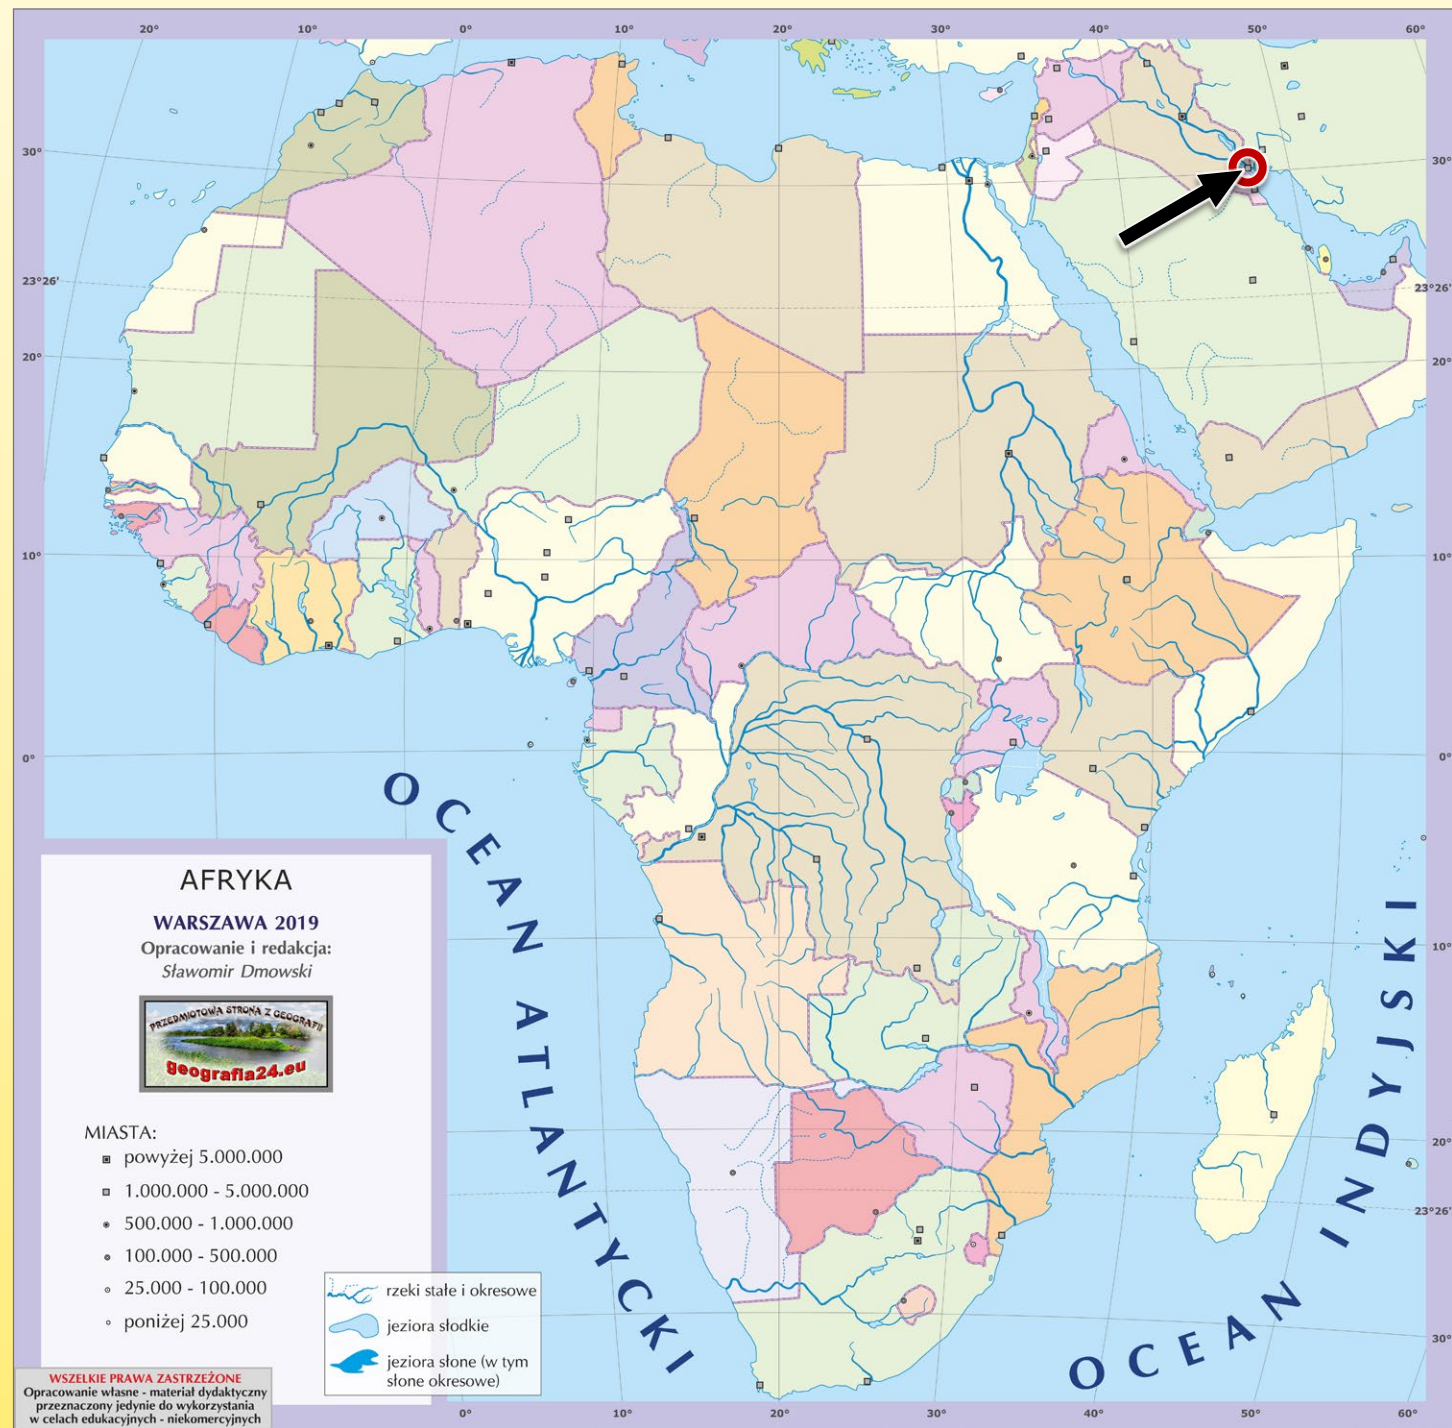 20° 10° 0° 10° 20° 30° 40° 50° 60°
30° 30°
23°26' 23°26'
20° 20°
10° 10°
0° 0°
10°
20°
23°26'
30°
OCEAN ATLANTYCKI
OCEAN INDYJSKI
AFRYKA
WARSZAWA 2019
Opracowanie i redakcja:
Sławomir Dmowski
PRZEDMIOTOWA STRONA Z GEOGRAFII
geografia24.eu
MIASTA:
powyżej 5.000.000
1.000.000 - 5.000.000
500.000 - 1.000.000
100.000 - 500.000
25.000 - 100.000
poniżej 25.000
rzeki stałe i okresowe
jeziora słodkie
jeziora słone (w tym
słone okresowe)
WSZELKIE PRAWA ZASTRZEŻONE
Opracowanie własne - materiał dydaktyczny
przeznaczony jedynie do wykorzystania
w celach edukacyjnych - niekomercyjnych
0° 10° 20° 30° 40° 50° 60°